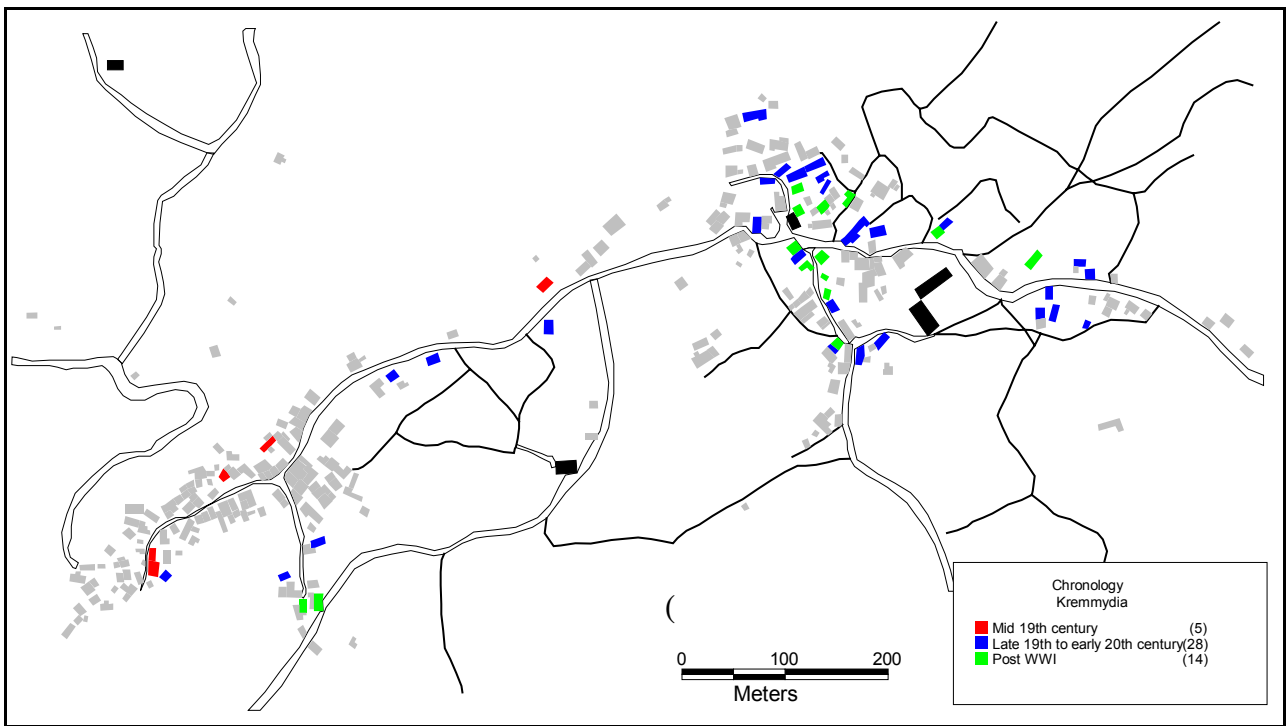 (
Chronology
Kremmydia
Mid 19th century (5)
Late 19th to early 20th century(28)
Post WWI (14)
0 100 200
Meters